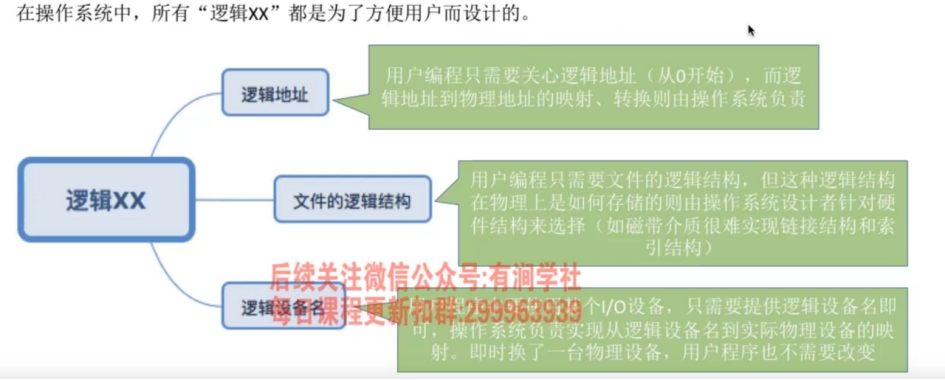 在操作系统中，所有“逻辑XX”都是为了方便用户而设计的。
逻辑地址
用户编程只需要关心逻辑地址（从0开始），而逻
辑地址到物理地址的映射、转换则由操作系统负责
逻辑XX
文件的逻辑结构
用户编程只需要文件的逻辑结构，但这种逻辑结构
在物理上是如何存储的则由操作系统设计者针对硬
件结构来选择（如磁带介质很难实现链接结构和索
引结构）
逻辑设备名
后续关注微信公众号:有涧学社
每日课程更新扣群:299963939
个I/O设备，只需要提供逻辑设备名即
可，操作系统负责实现从逻辑设备名到实际物理设备的映
射。即时换了一台物理设备，用户程序也不需要改变